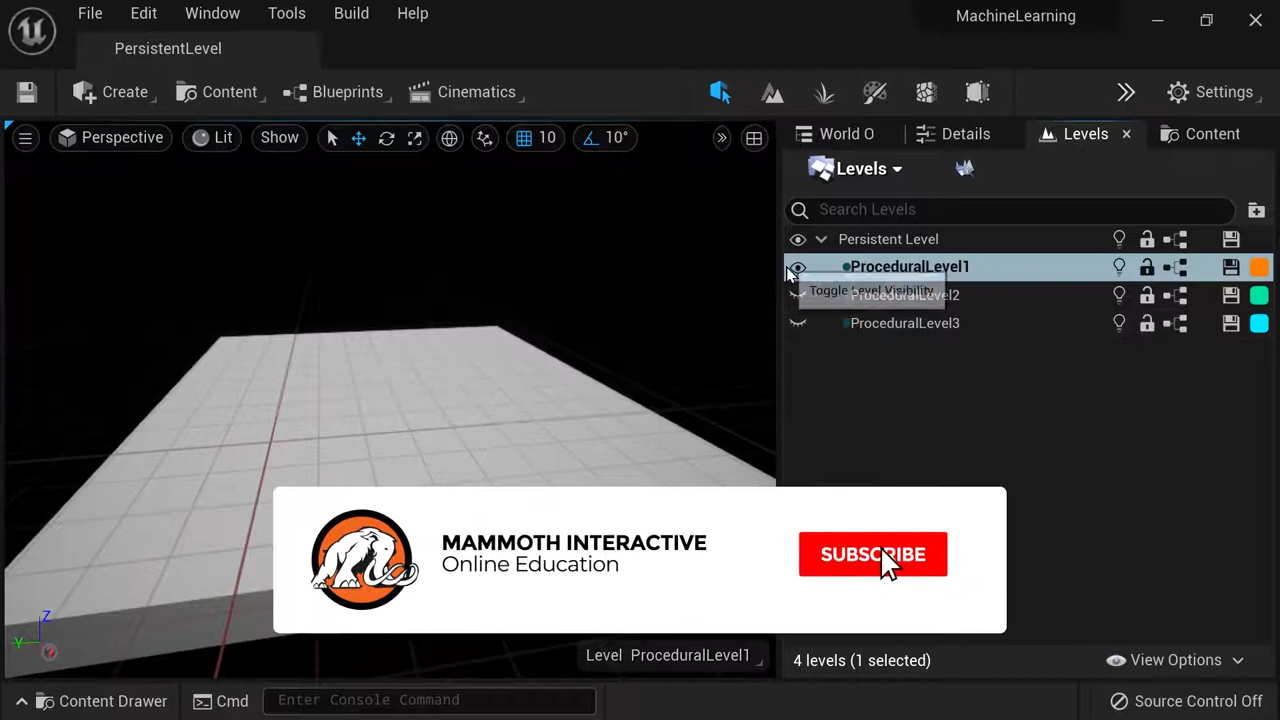 File Edit Window Tools Build Help
MachineLearning
PersistentLevel
Create
Content
Blueprints
Cinematics
Settings
Perspective
Lit
Show
10
10°
World O
Details
Levels
Content
Levels
Search Levels
Persistent Level
ProceduralLevel1
Toggle Level Visibility
ProceduralLevel2
ProceduralLevel3
MAMMOTH INTERACTIVE
Online Education
SUBSCRIBE
Z
Y
Level ProceduralLevel1
4 levels (1 selected)
View Options
Content Drawer
Cmd
Enter Console Command
Source Control Off